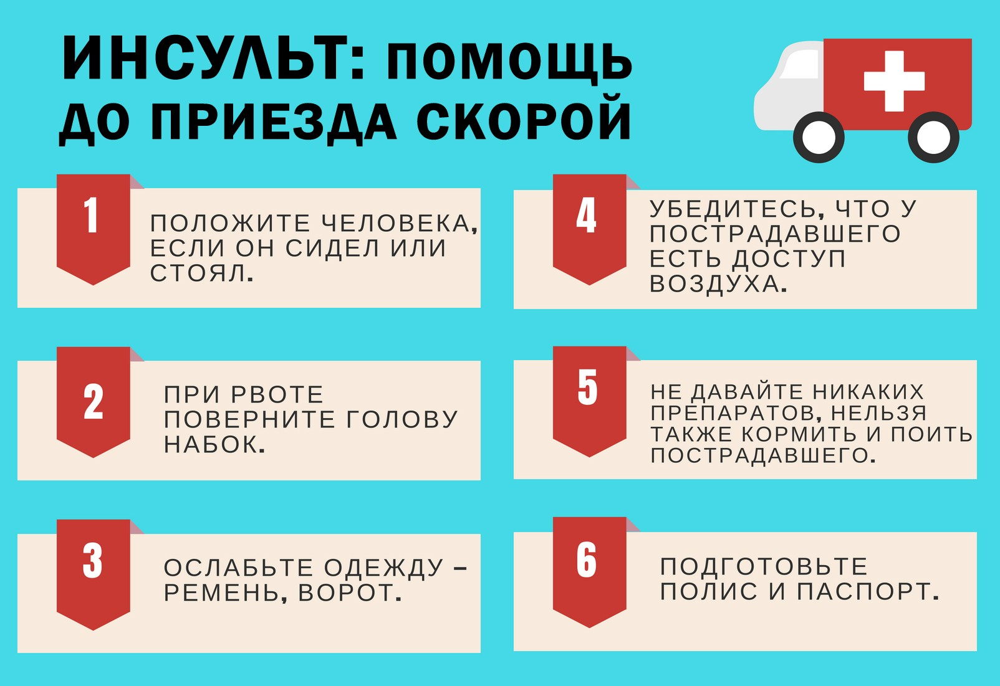 ИНСУЛЬТ: ПОМОЩЬ
ДО ПРИЕЗДА СКОРОЙ
1
ПОЛОЖИТЕ ЧЕЛОВЕКА,
ЕСЛИ ОН СИДЕЛ ИЛИ
СТОЯЛ.
2
ПРИ РВОТЕ
ПОВЕРНИТЕ ГОЛОВУ
НАБОК.
3
ОСЛАБЬТЕ ОДЕЖДУ –
РЕМЕНЬ, ВОРОТ.
4
УБЕДИТЕСЬ, ЧТО У
ПОСТРАДАВШЕГО
ЕСТЬ ДОСТУП
ВОЗДУХА.
5
НЕ ДАВАЙТЕ НИКАКИХ
ПРЕПАРАТОВ, НЕЛЬЗЯ
ТАКЖЕ КОРМИТЬ И ПОИТЬ
ПОСТРАДАВШЕГО.
6
ПОДГОТОВЬТЕ
ПОЛИС И ПАСПОРТ.